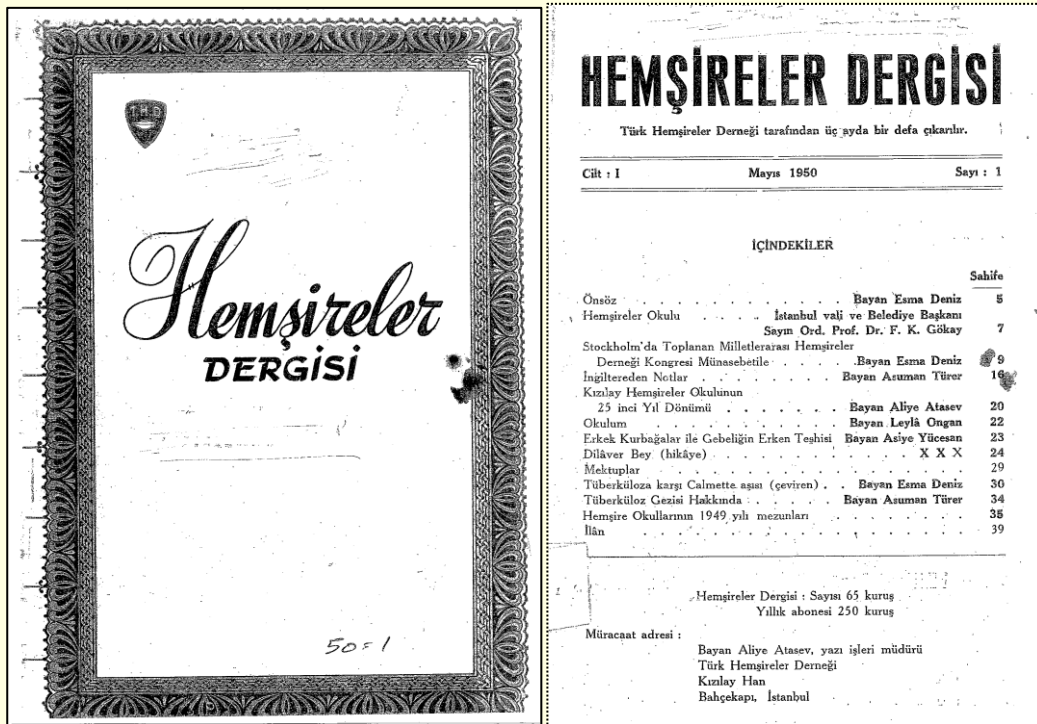 THD
Hemşireler
DERGİSİ
50=1
HEMŞİRELER DERGİSİ
Türk Hemşireler Derneği tarafından üç ayda bir defa çıkarılır.
Cilt : I Mayıs 1950 Sayı : 1
İÇİNDEKİLER
Sahife
Önsöz . . . . . . . . . . . . . Bayan Esma Deniz 5
Hemşireler Okulu . . . . . İstanbul vali ve Belediye Başkanı
Sayın Ord. Prof. Dr. F. K. Gökay 7
Stockholm'da Toplanan Milletlerarası Hemşireler
Derneği Kongresi Münasebetile . . . . .Bayan Esma Deniz 9
İngiltereden Notlar . . . . . . . . Bayan Asuman Türer 16
Kızılay Hemşireler Okulunun
25 inci Yıl Dönümü . . . . . . . Bayan Aliye Atasev 20
Okulum . . . . . . . . . . . Bayan Leylâ Ongan 22
Erkek Kurbağalar ile Gebeliğin Erken Teşhisi Bayan Asiye Yücesan 23
Dilâver Bey (hikâye) . . . . . . . . . . . . X X X 24
Mektuplar . . . . . . . . . . . . . . . . . 29
Tüberküloza karşı Calmette aşısı (çeviren) . . Bayan Esma Deniz 30
Tüberküloz Gezisi Hakkında . . . . . Bayan Asuman Türer 34
Hemşire Okullarının 1949 yılı mezunları . . . . . . . . 35
İlân . . . . . . . . . . . . . . . . . . 39
Hemşireler Dergisi : Sayısı 65 kuruş
Yıllık abonesi 250 kuruş
Müracaat adresi :
Bayan Aliye Atasev, yazı işleri müdürü
Türk Hemşireler Derneği
Kızılay Han
Bahçekapı, İstanbul